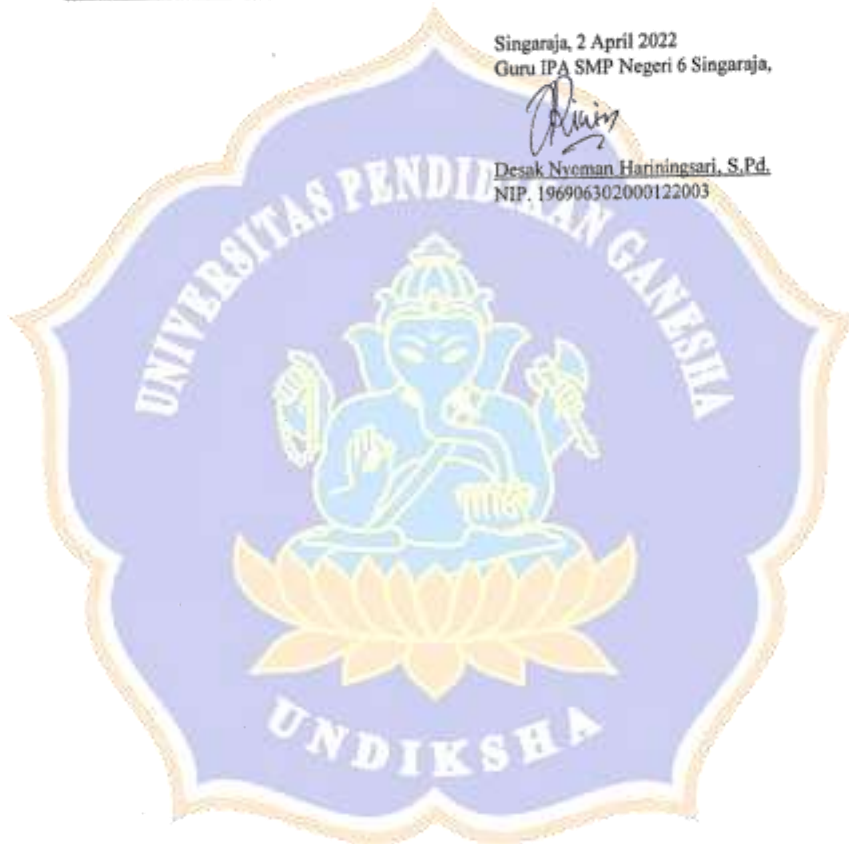 Singaraja, 2 April 2022
Guru IPA SMP Negeri 6 Singaraja,
Desak Nyoman Hariningsari, S.Pd.
NIP. 196906302000122003
UNIVERSITAS PENDIDIKAN GANESHA
UNDIKSHA